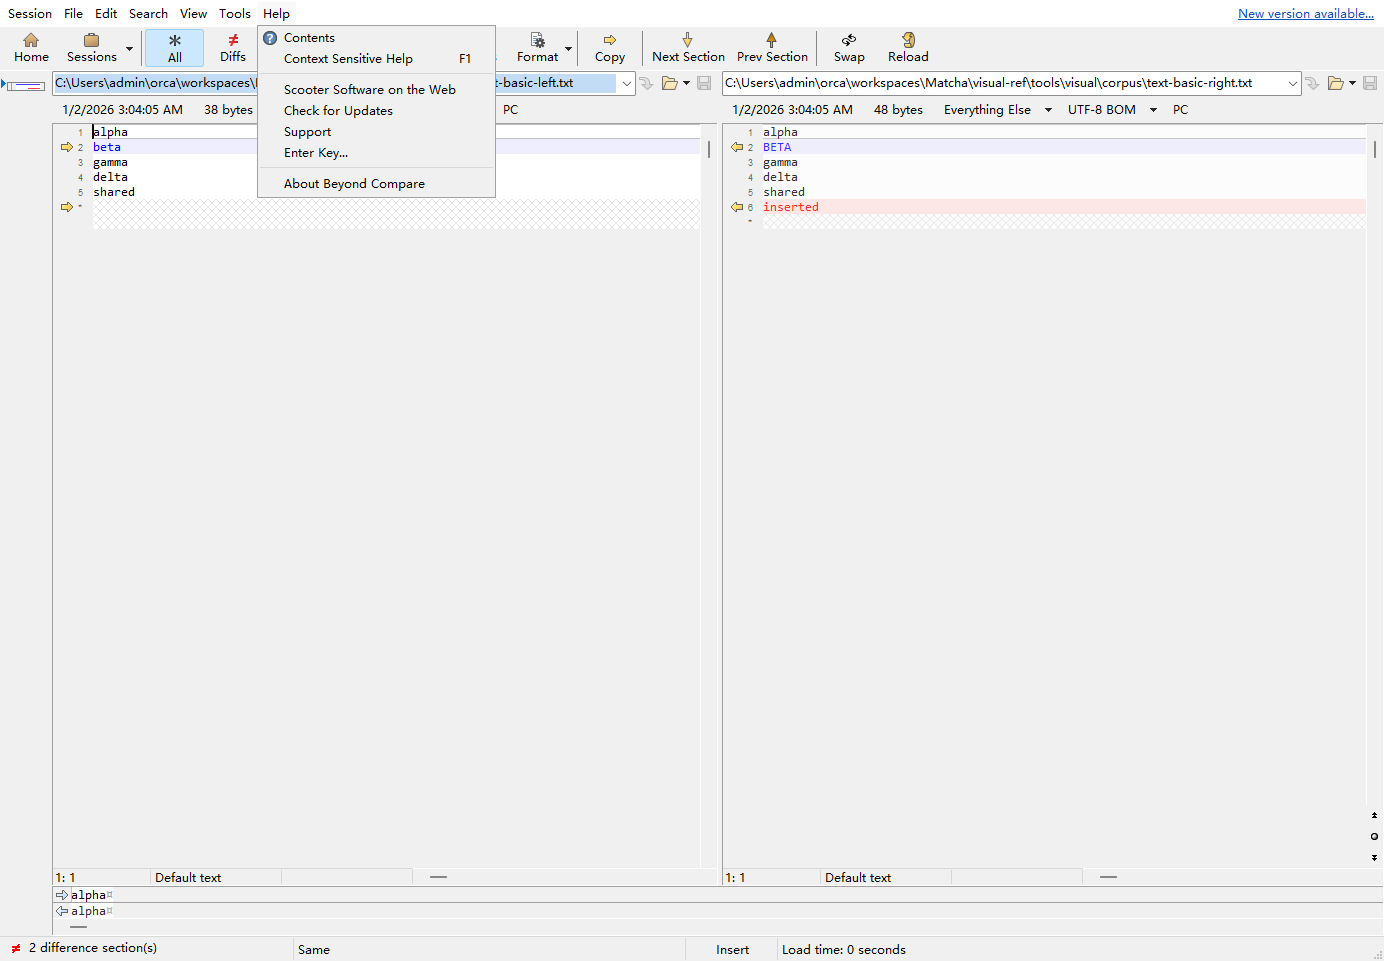 Session File Edit Search View Tools Help New version available...
Home Sessions All Diffs Format Copy Next Section Prev Section Swap Reload
Contents
Context Sensitive Help F1
Scooter Software on the Web
Check for Updates
Support
Enter Key...
About Beyond Compare
C:\Users\admin\orca\workspaces\ t-basic-left.txt
1/2/2026 3:04:05 AM 38 bytes PC
1 alpha
2 beta
3 gamma
4 delta
5 shared
C:\Users\admin\orca\workspaces\Matcha\visual-ref\tools\visual\corpus\text-basic-right.txt
1/2/2026 3:04:05 AM 48 bytes Everything Else UTF-8 BOM PC
1 alpha
2 BETA
3 gamma
4 delta
5 shared
6 inserted
1: 1 Default text
1: 1 Default text
alpha¤
alpha¤
≠ 2 difference section(s) Same Insert Load time: 0 seconds